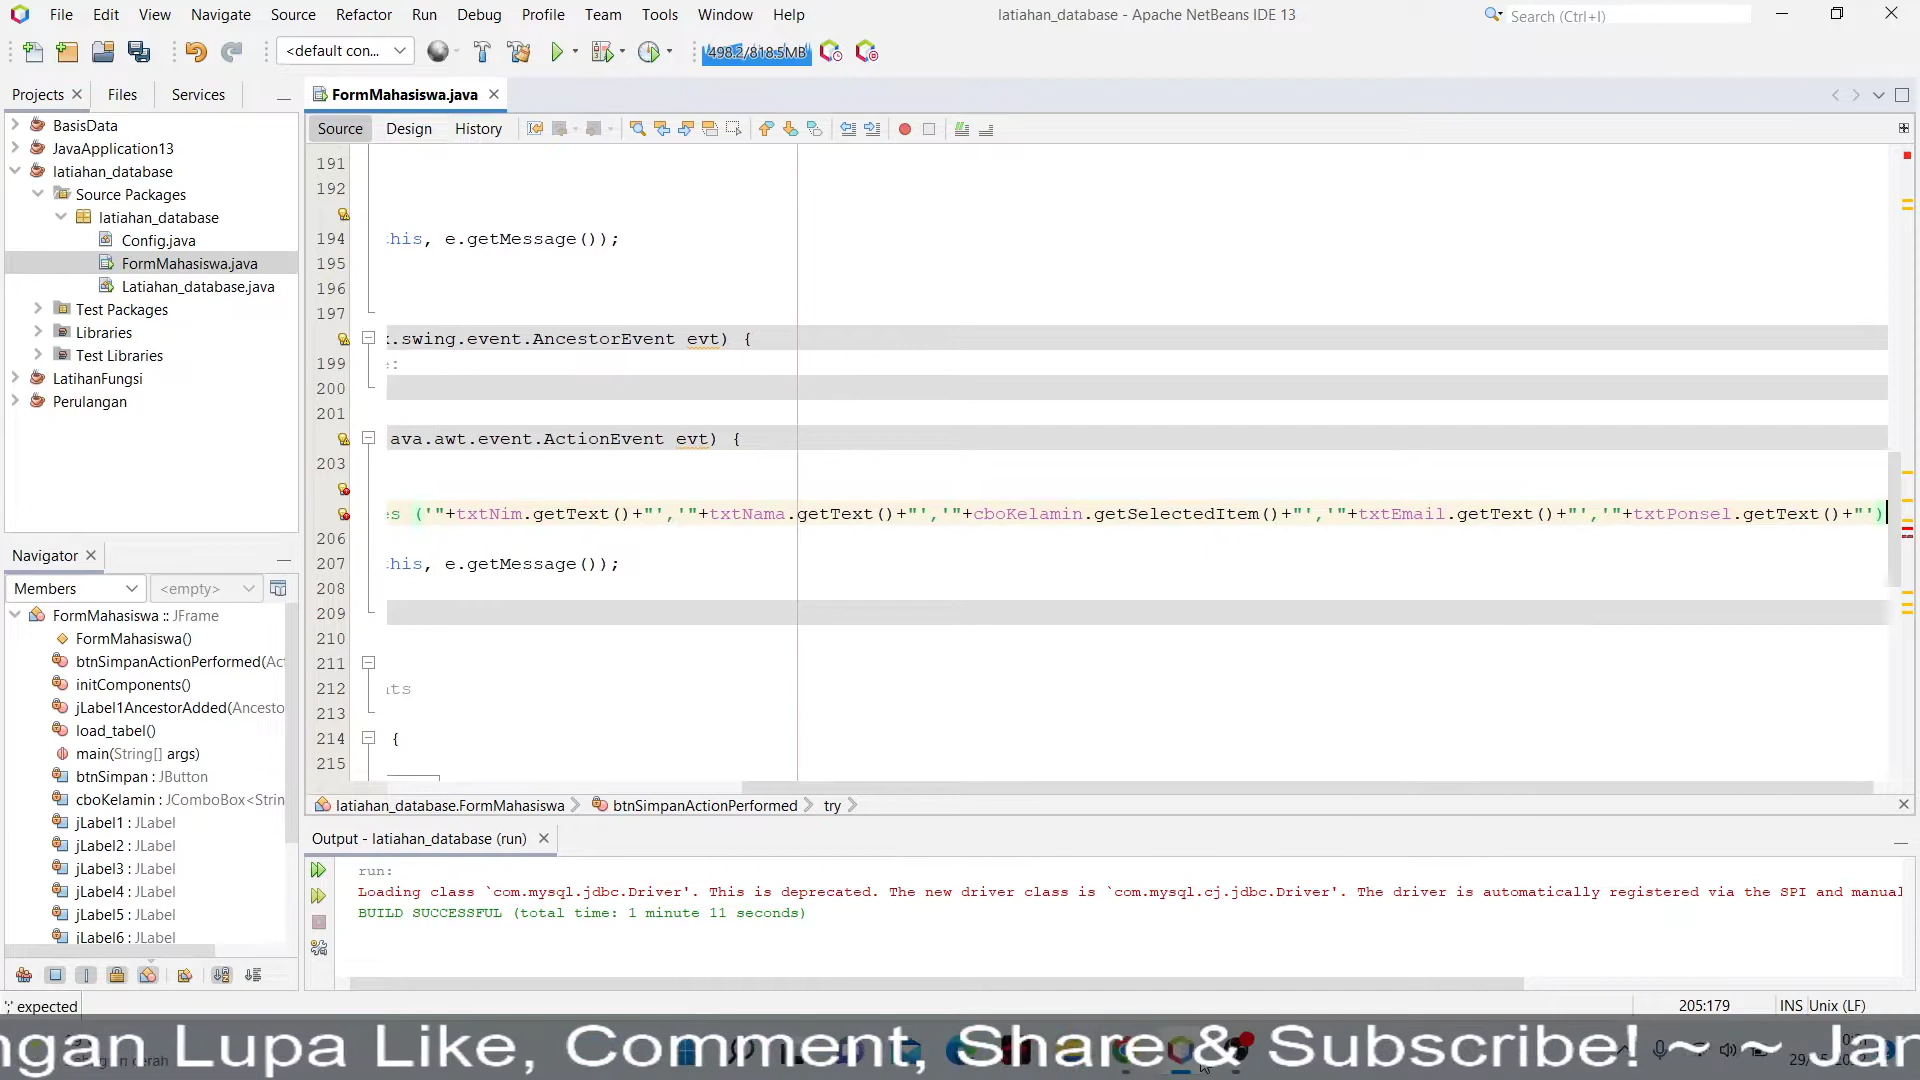 File Edit View Navigate Source Refactor Run Debug Profile Team Tools Window Help
latiahan_database - Apache NetBeans IDE 13
Search (Ctrl+I)
<default con...
498.2/818.5MB
Projects
Files
Services
FormMahasiswa.java
Source
Design
History
BasisData
JavaApplication13
latiahan_database
Source Packages
latiahan_database
Config.java
FormMahasiswa.java
Latiahan_database.java
Test Packages
Libraries
Test Libraries
LatihanFungsi
Perulangan
191
192
194 his, e.getMessage());
195
196
197
.swing.event.AncestorEvent evt) {
199 :
200
201
ava.awt.event.ActionEvent evt) {
203
es ('"+txtNim.getText()+"','"+txtNama.getText()+"','"+cboKelamin.getSelectedItem()+"','"+txtEmail.getText()+"','"+txtPonsel.getText()+"')
206
207 his, e.getMessage());
208
209
210
211
212 ts
213
214 {
215
latiahan_database.FormMahasiswa
btnSimpanActionPerformed
try
Navigator
Members
<empty>
FormMahasiswa :: JFrame
FormMahasiswa()
btnSimpanActionPerformed(Act
initComponents()
jLabel1AncestorAdded(Ancesto
load_tabel()
main(String[] args)
btnSimpan : JButton
cboKelamin : JComboBox<Strin
jLabel1 : JLabel
jLabel2 : JLabel
jLabel3 : JLabel
jLabel4 : JLabel
jLabel5 : JLabel
jLabel6 : JLabel
Output - latiahan_database (run)
run:
Loading class `com.mysql.jdbc.Driver'. This is deprecated. The new driver class is `com.mysql.cj.jdbc.Driver'. The driver is automatically registered via the SPI and manual
BUILD SUCCESSFUL (total time: 1 minute 11 seconds)
';' expected
205:179
INS
Unix (LF)
ngan Lupa Like, Comment, Share & Subscribe! ~ ~ Jan